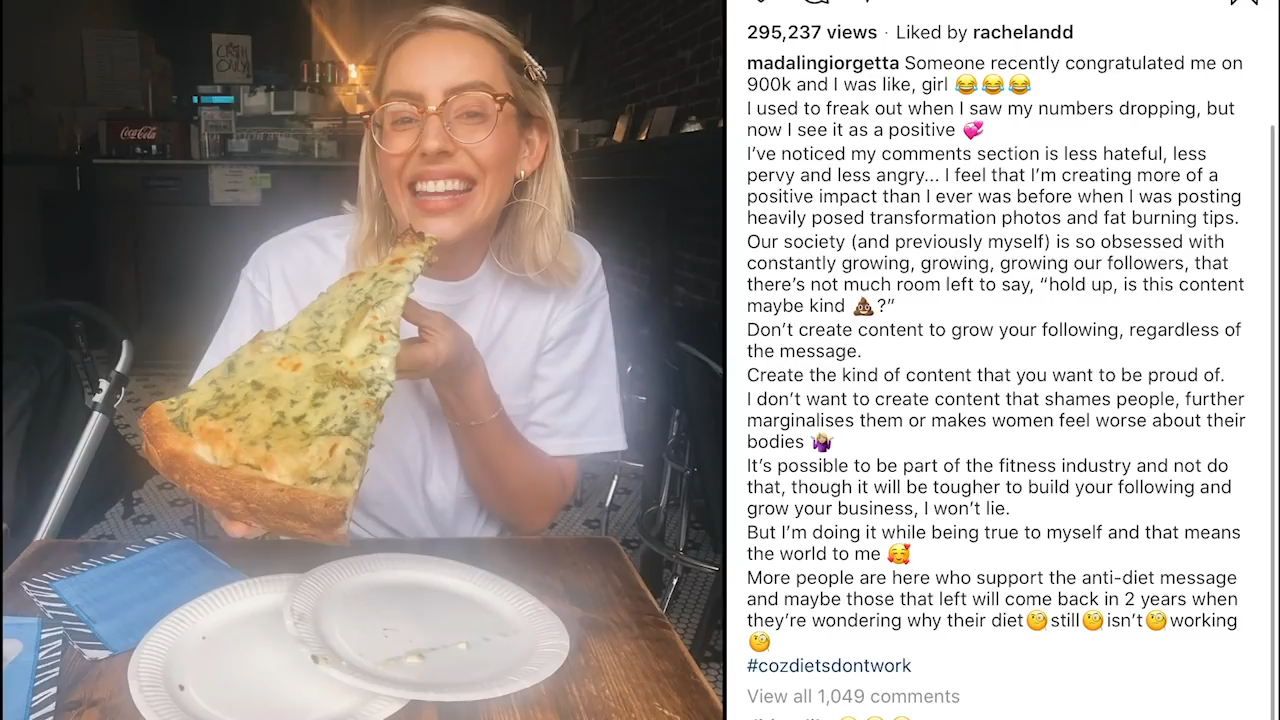 CASH
ONLY!
Coca-Cola
295,237 views · Liked by rachelandd
madalingiorgetta Someone recently congratulated me on
900k and I was like, girl 😂😂😂
I used to freak out when I saw my numbers dropping, but
now I see it as a positive 💞
I’ve noticed my comments section is less hateful, less
pervy and less angry... I feel that I’m creating more of a
positive impact than I ever was before when I was posting
heavily posed transformation photos and fat burning tips.
Our society (and previously myself) is so obsessed with
constantly growing, growing, growing our followers, that
there’s not much room left to say, “hold up, is this content
maybe kind 💩?”
Don’t create content to grow your following, regardless of
the message.
Create the kind of content that you want to be proud of.
I don’t want to create content that shames people, further
marginalises them or makes women feel worse about their
bodies 🤷🏼‍♀️
It’s possible to be part of the fitness industry and not do
that, though it will be tougher to build your following and
grow your business, I won’t lie.
But I’m doing it while being true to myself and that means
the world to me 🥰
More people are here who support the anti-diet message
and maybe those that left will come back in 2 years when
they’re wondering why their diet🧐still🧐isn’t🧐working
🧐
#cozdietsdontwork
View all 1,049 comments